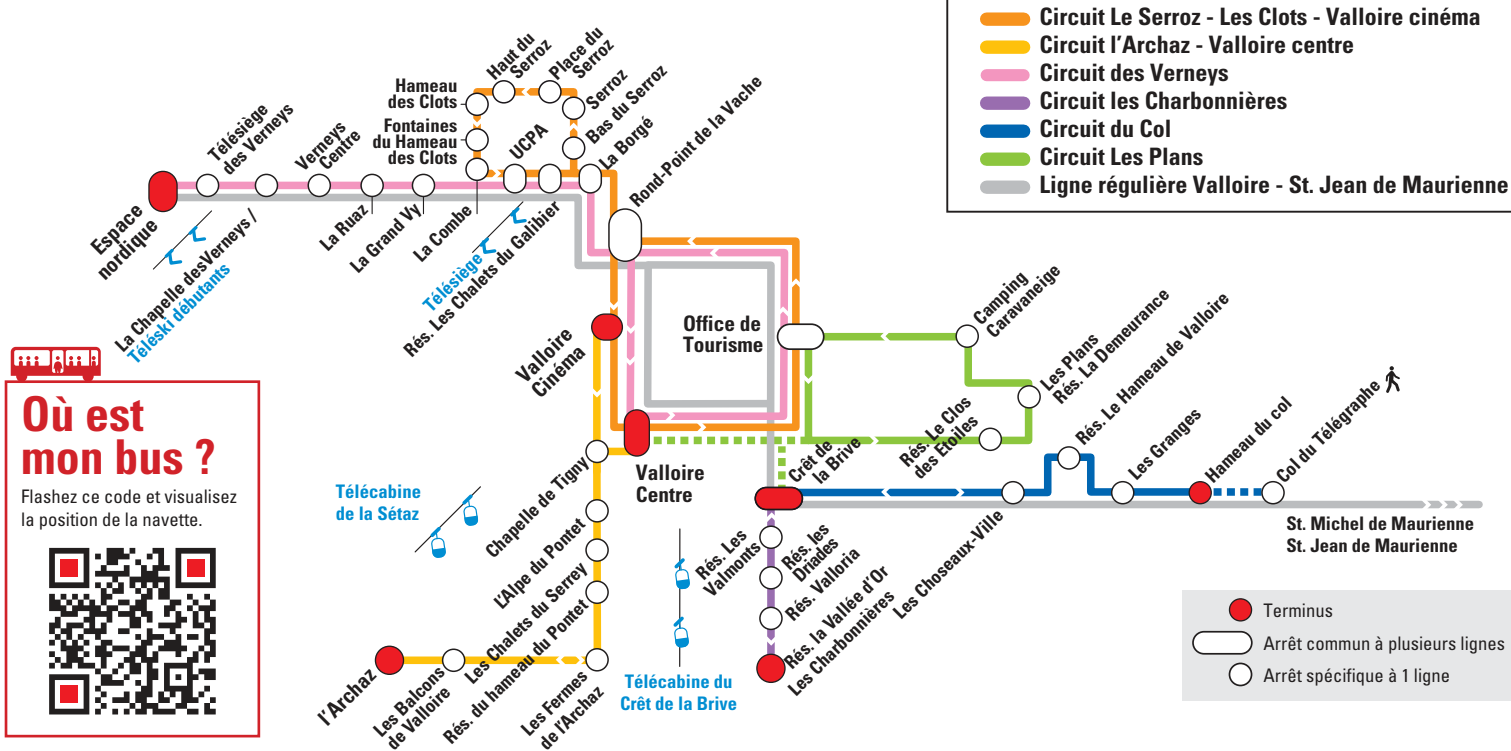 Circuit Le Serroz - Les Clots - Valloire cinéma
Circuit l'Archaz - Valloire centre
Circuit des Verneys
Circuit les Charbonnières
Circuit du Col
Circuit Les Plans
Ligne régulière Valloire - St. Jean de Maurienne
Haut du
Serroz
Place du
Serroz
Hameau
des Clots
Serroz
Bas du Serroz
Fontaines
du Hameau
des Clots
UCPA
La Borgé
Rond-Point de la Vache
Télésiège
des Verneys
Verneys
Centre
Espace
nordique
La Chapelle desVerneys /
Téléski débutants
La Ruaz
La Grand Vy
La Combe
Télésiège
Rés. Les Chalets du Galibier
Valloire
Cinéma
Office de
Tourisme
Camping
Caravaneige
Les Plans
Rés. La Demeurance
Rés. Le Clos
des Etoiles
Rés. Le Hameau de Valloire
Les Granges
Hameau du col
Col du Télégraphe
Valloire
Centre
Crêt de
la Brive
St. Michel de Maurienne
St. Jean de Maurienne
Chapelle de Tigny
Télécabine
de la Sétaz
L'Alpe du Pontet
Les Chalets du Serrey
Rés. du hameau du Pontet
Les Fermes
de l'Archaz
Les Balcons
de Valloire
l'Archaz
Télécabine du
Crêt de la Brive
Rés. Les
Valmonts
Rés. les
Driades
Rés. Valloria
Rés. la Vallée d'Or
Les Charbonnières
Les Choseaux-Ville
Où est
mon bus ?
Flashez ce code et visualisez
la position de la navette.
Terminus
Arrêt commun à plusieurs lignes
Arrêt spécifique à 1 ligne